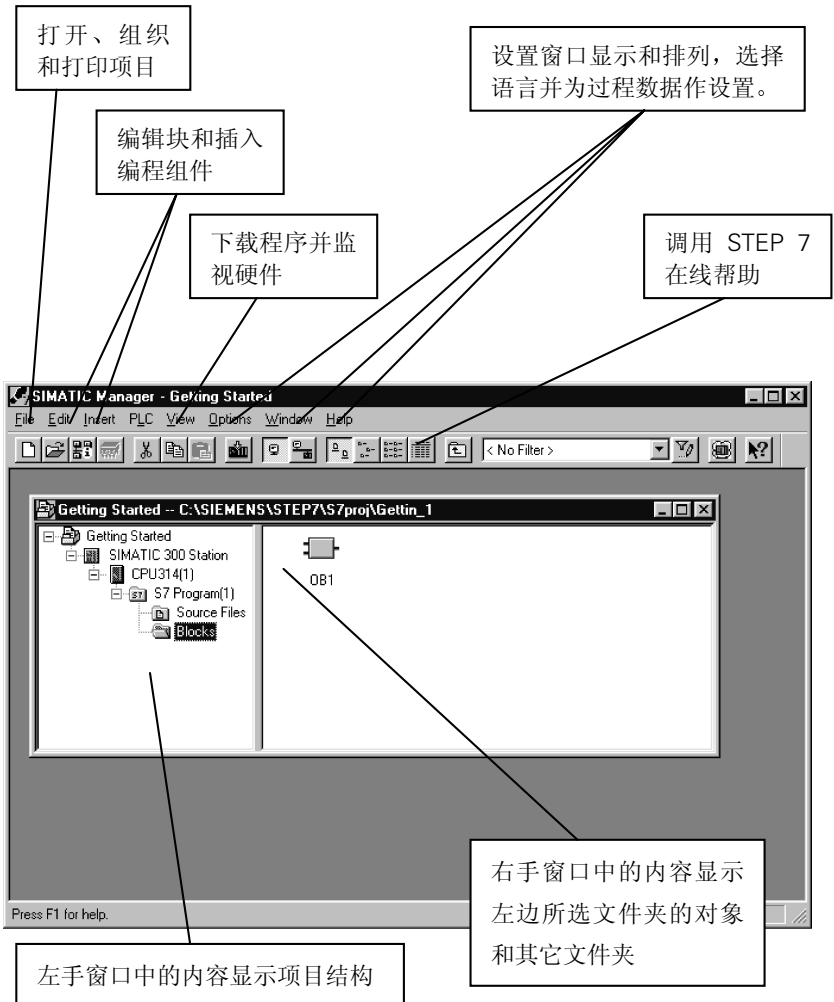 打开、组织
和打印项目
设置窗口显示和排列，选择
语言并为过程数据作设置。
编辑块和插入
编程组件
下载程序并监
视硬件
调用 STEP 7
在线帮助
SIMATIC Manager - Getting Started
File Edit Insert PLC View Options Window Help
< No Filter >
Getting Started -- C:\SIEMENS\STEP7\S7proj\Gettin_1
Getting Started
SIMATIC 300 Station
CPU314(1)
S7 Program(1)
Source Files
Blocks
OB1
右手窗口中的内容显示
左边所选文件夹的对象
和其它文件夹
Press F1 for help.
左手窗口中的内容显示项目结构